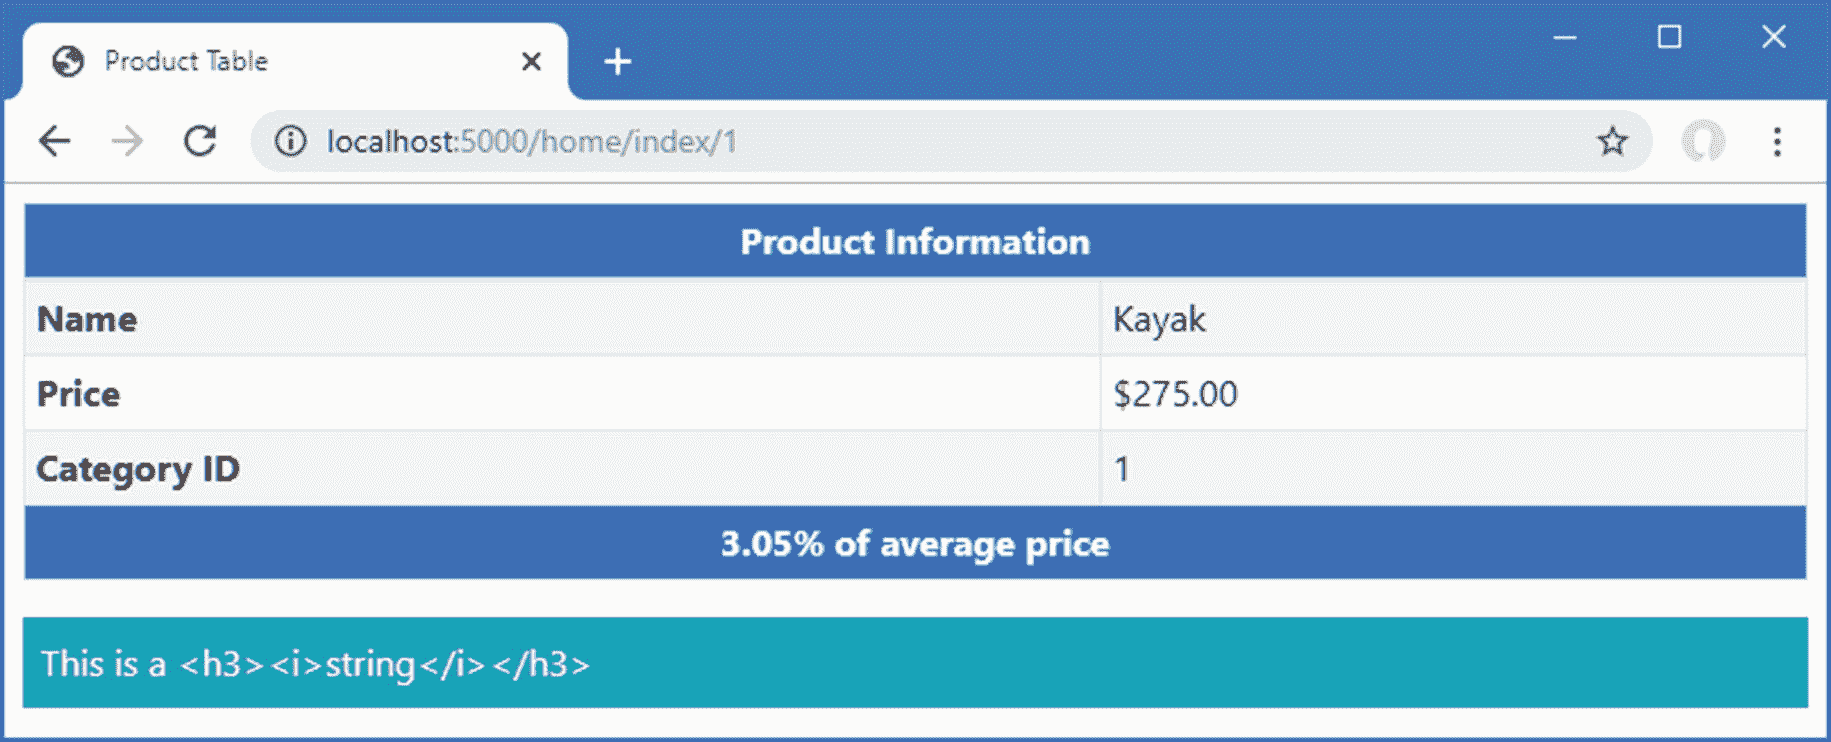 Product Table
localhost:5000/home/index/1
Product Information
Name Kayak
Price $275.00
Category ID 1
3.05% of average price
This is a <h3><i>string</i></h3>